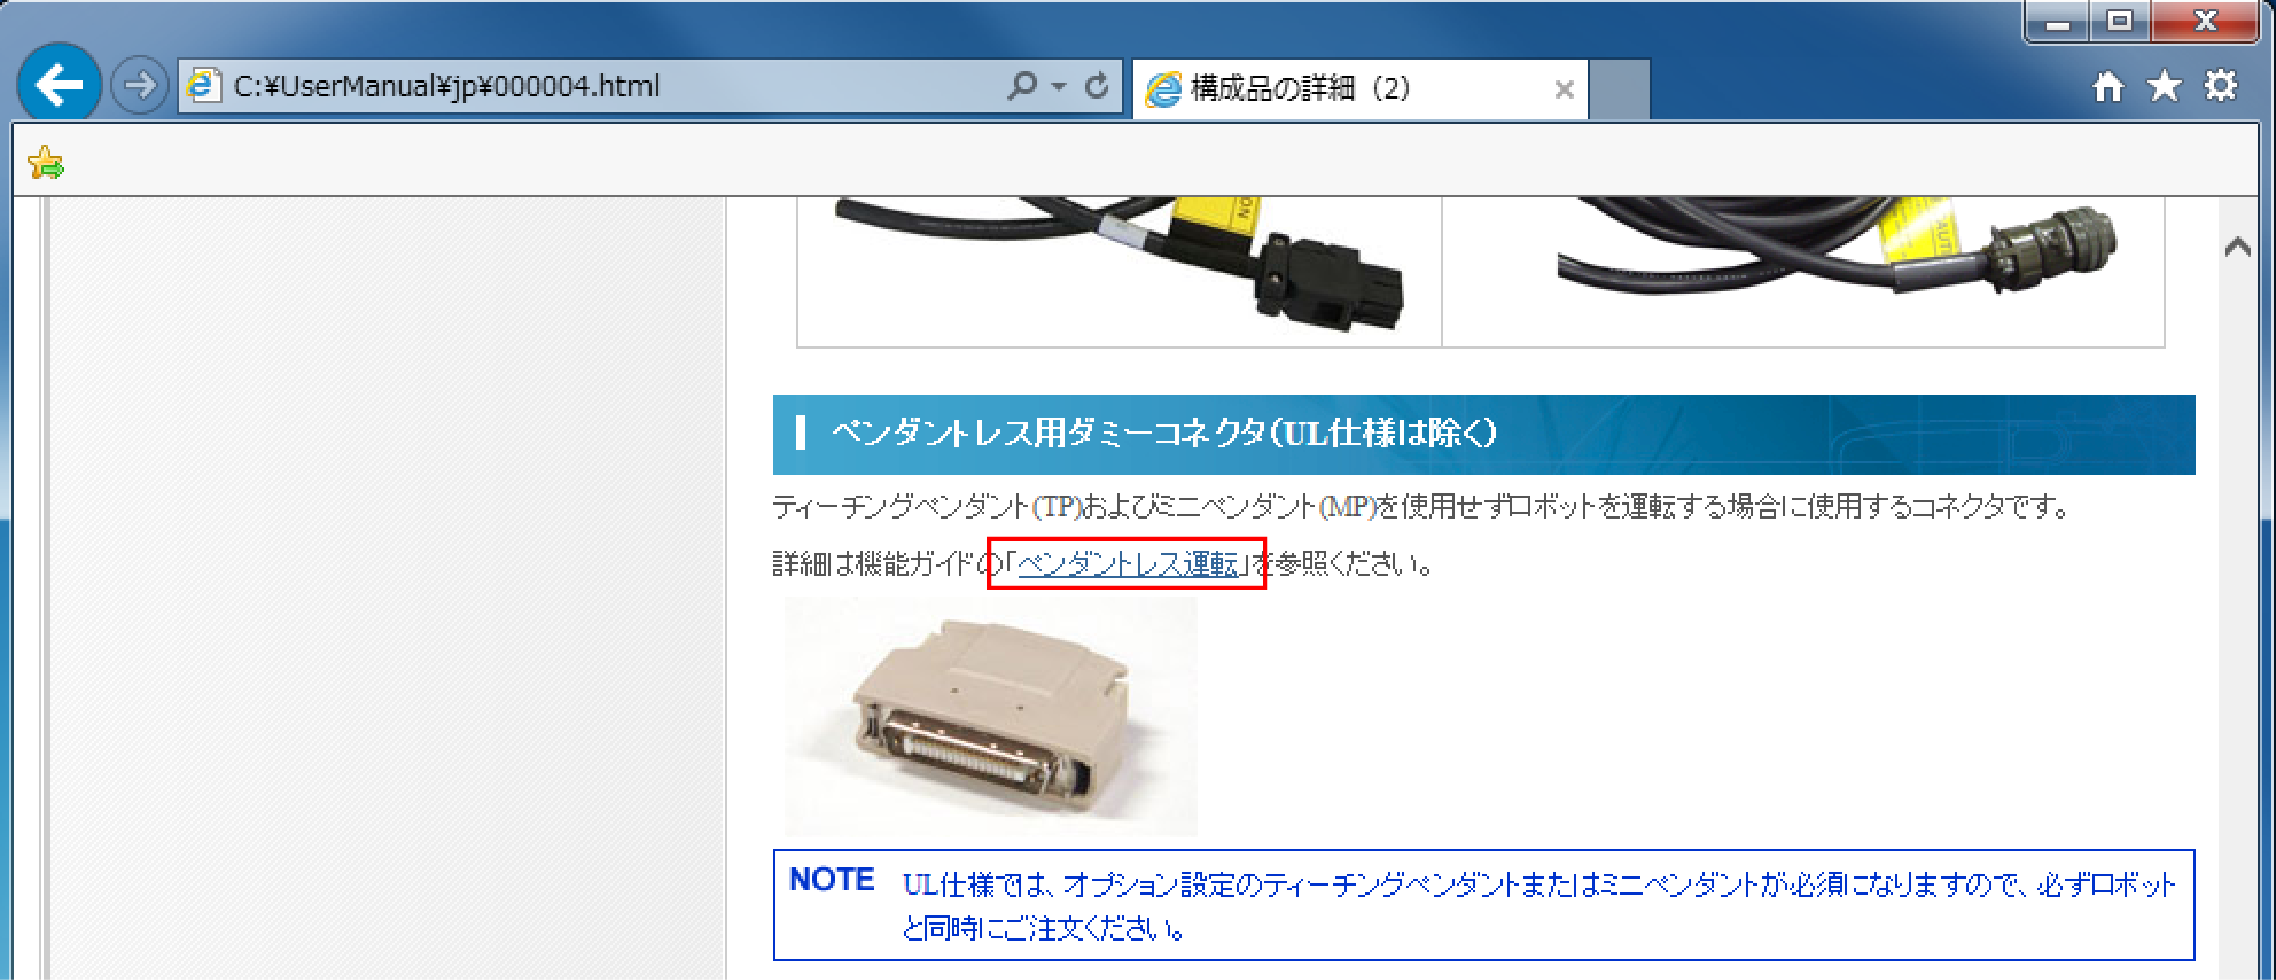 C:¥UserManual¥jp¥000004.html
構成品の詳細 (2)
ペンダントレス用ダミーコネクタ(UL仕様は除く)
ティーチングペンダント(TP)およびミニペンダント(MP)を使用せずロボットを運転する場合に使用するコネクタです。
詳細は機能ガイドの「ペンダントレス運転」を参照ください。
NOTE
UL仕様では、オプション設定のティーチングペンダントまたはミニペンダントが必須になりますので、必ずロボット
と同時にご注文ください。